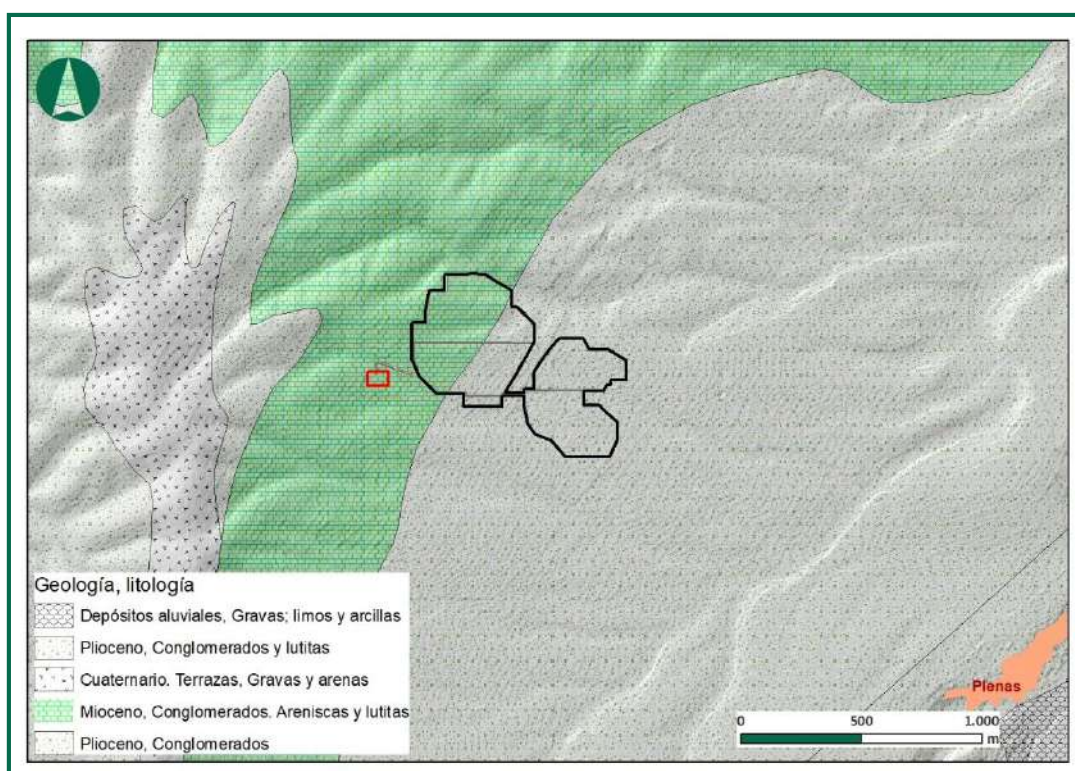 Geología, litología
Depósitos aluviales, Gravas; limos y arcillas
Plioceno, Conglomerados y lutitas
Cuaternario. Terrazas, Gravas y arenas
Mioceno, Conglomerados. Areniscas y lutitas
Plioceno, Conglomerados
Plenas
0 500 1.000
m